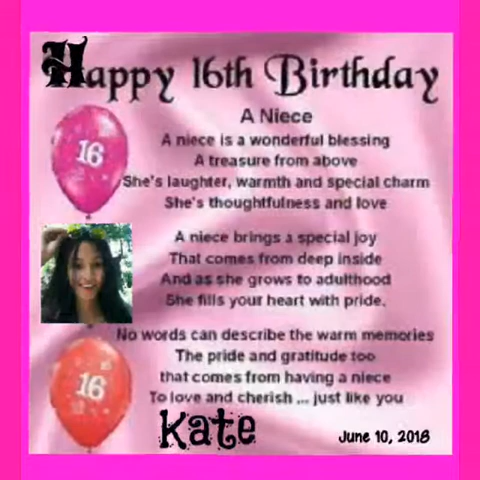 Happy 16th Birthday
A Niece
A niece is a wonderful blessing
A treasure from above
She's laughter, warmth and special charm
She's thoughtfulness and love
A niece brings a special joy
That comes from deep inside
And as she grows to adulthood
She fills your heart with pride.
No words can describe the warm memories
The pride and gratitude too
that comes from having a niece
To love and cherish ... just like you
Kate
June 10, 2018
16
16